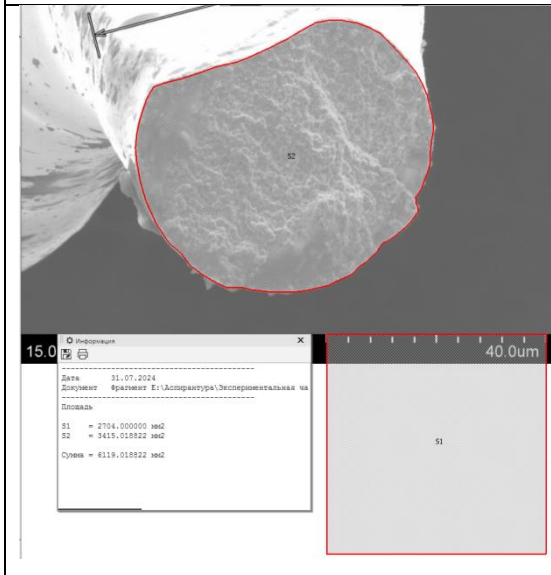 S2
15.0
40.0um
Информация
Дата 31.07.2024
Документ Фрагмент E:\Аспирантура\Экспериментальная ча
Площадь
S1 = 2704.000000 мм2
S2 = 3415.018822 мм2
Сумма = 6119.018822 мм2
S1